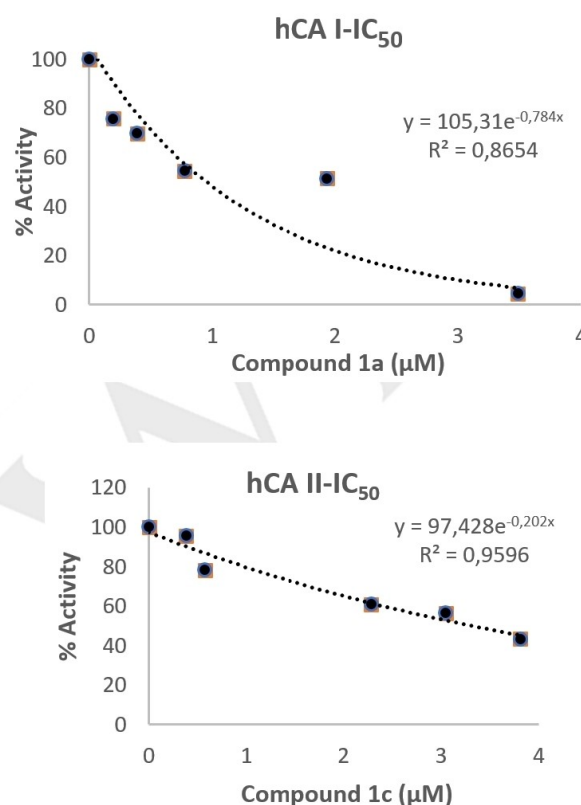 hCA I-IC50
100
80
60
40
20
0
% Activity
y = 105,31e-0,784x
R² = 0,8654
0 1 2 3 4
Compound 1a (μM)
hCA II-IC50
120
100
80
60
40
20
0
% Activity
y = 97,428e-0,202x
R² = 0,9596
0 1 2 3 4
Compound 1c (μM)